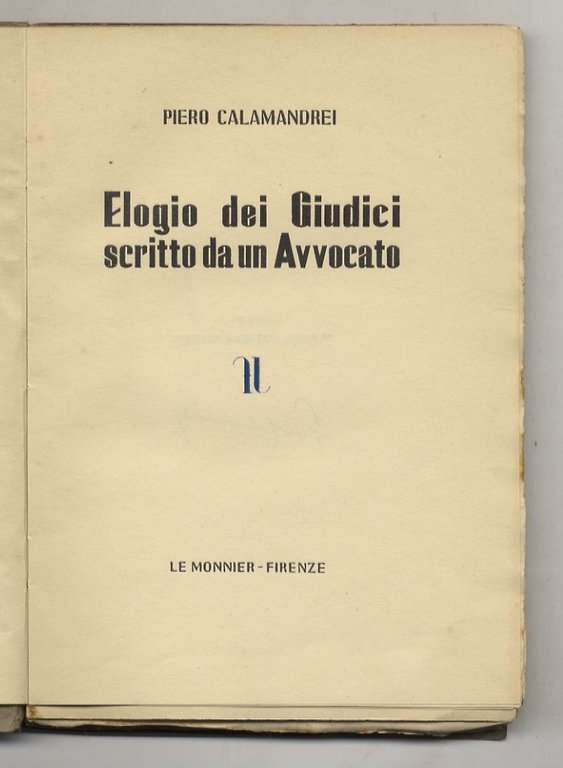 PIERO CALAMANDREI
Elogio dei Giudici
scritto da un Avvocato
LE MONNIER - FIRENZE